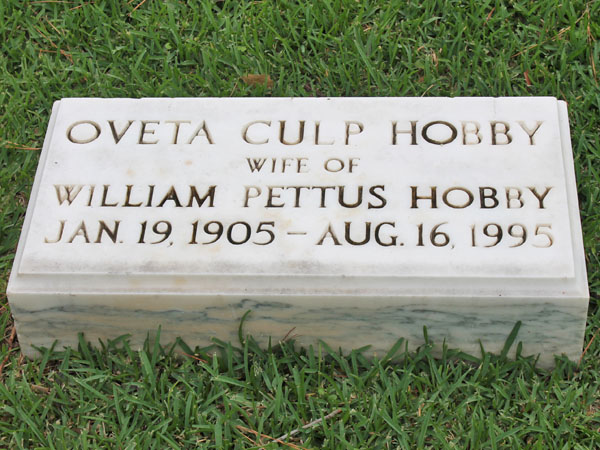 OVETA CULP HOBBY
WIFE OF
WILLIAM PETTUS HOBBY
JAN. 19, 1905 – AUG. 16, 1995